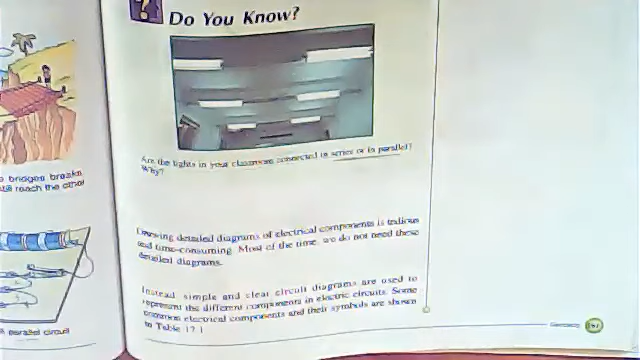 Do You Know?
Are the lights in your classroom connected in series or in parallel?
Why?
Drawing detailed diagrams of electrical components is tedious
and time-consuming. Most of the time, we do not need these
detailed diagrams.
Instead, simple and clear circuit diagrams are used to
represent the different components in electric circuits. Some
common electrical components and their symbols are shown
in Table 17.1
bridges breaks
still reach the other
parallel circuit